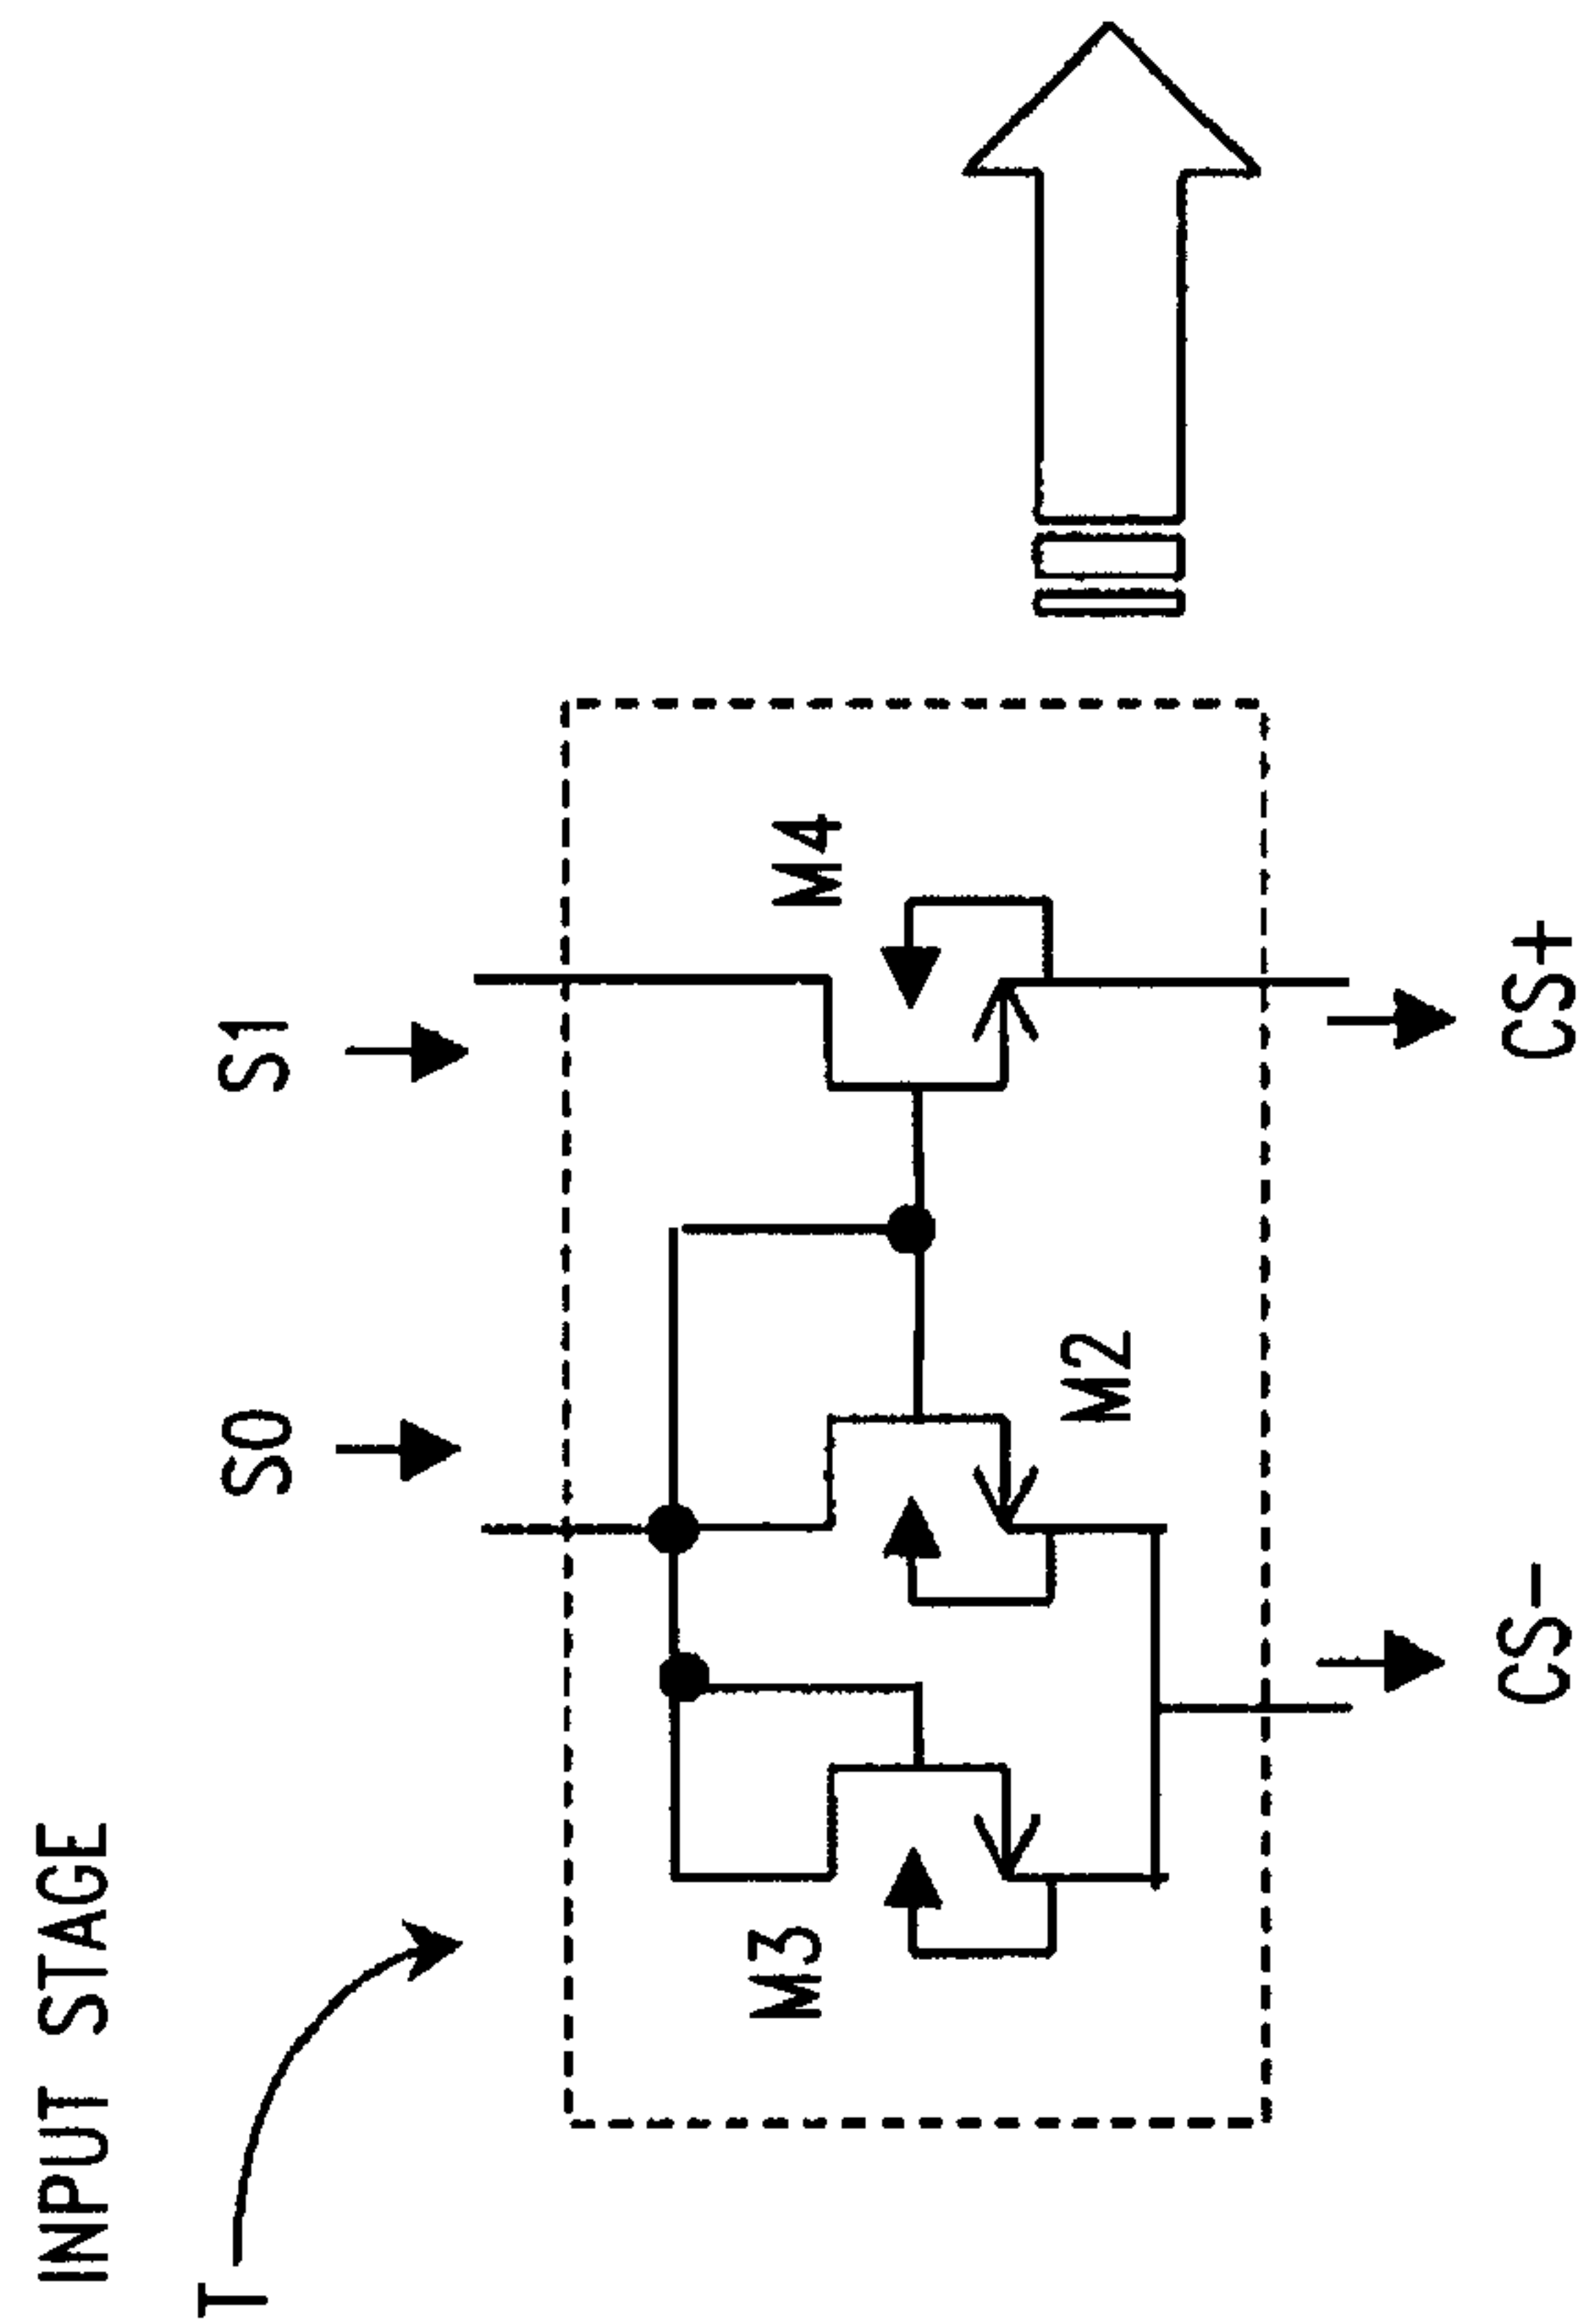 INPUT STAGE
T
S0
S1
M3
M2
M4
CS-
CS+